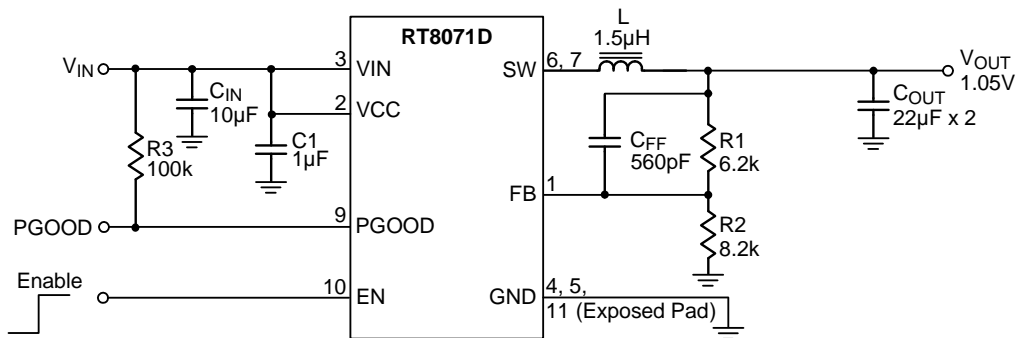 RT8071D
L
1.5µH
VIN
3
VIN
SW
6, 7
VOUT
1.05V
CIN
10µF
2
VCC
COUT
22µF x 2
R3
100k
C1
1µF
CFF
560pF
R1
6.2k
FB
1
PGOOD
9
PGOOD
R2
8.2k
Enable
10
EN
GND
4, 5,
11 (Exposed Pad)